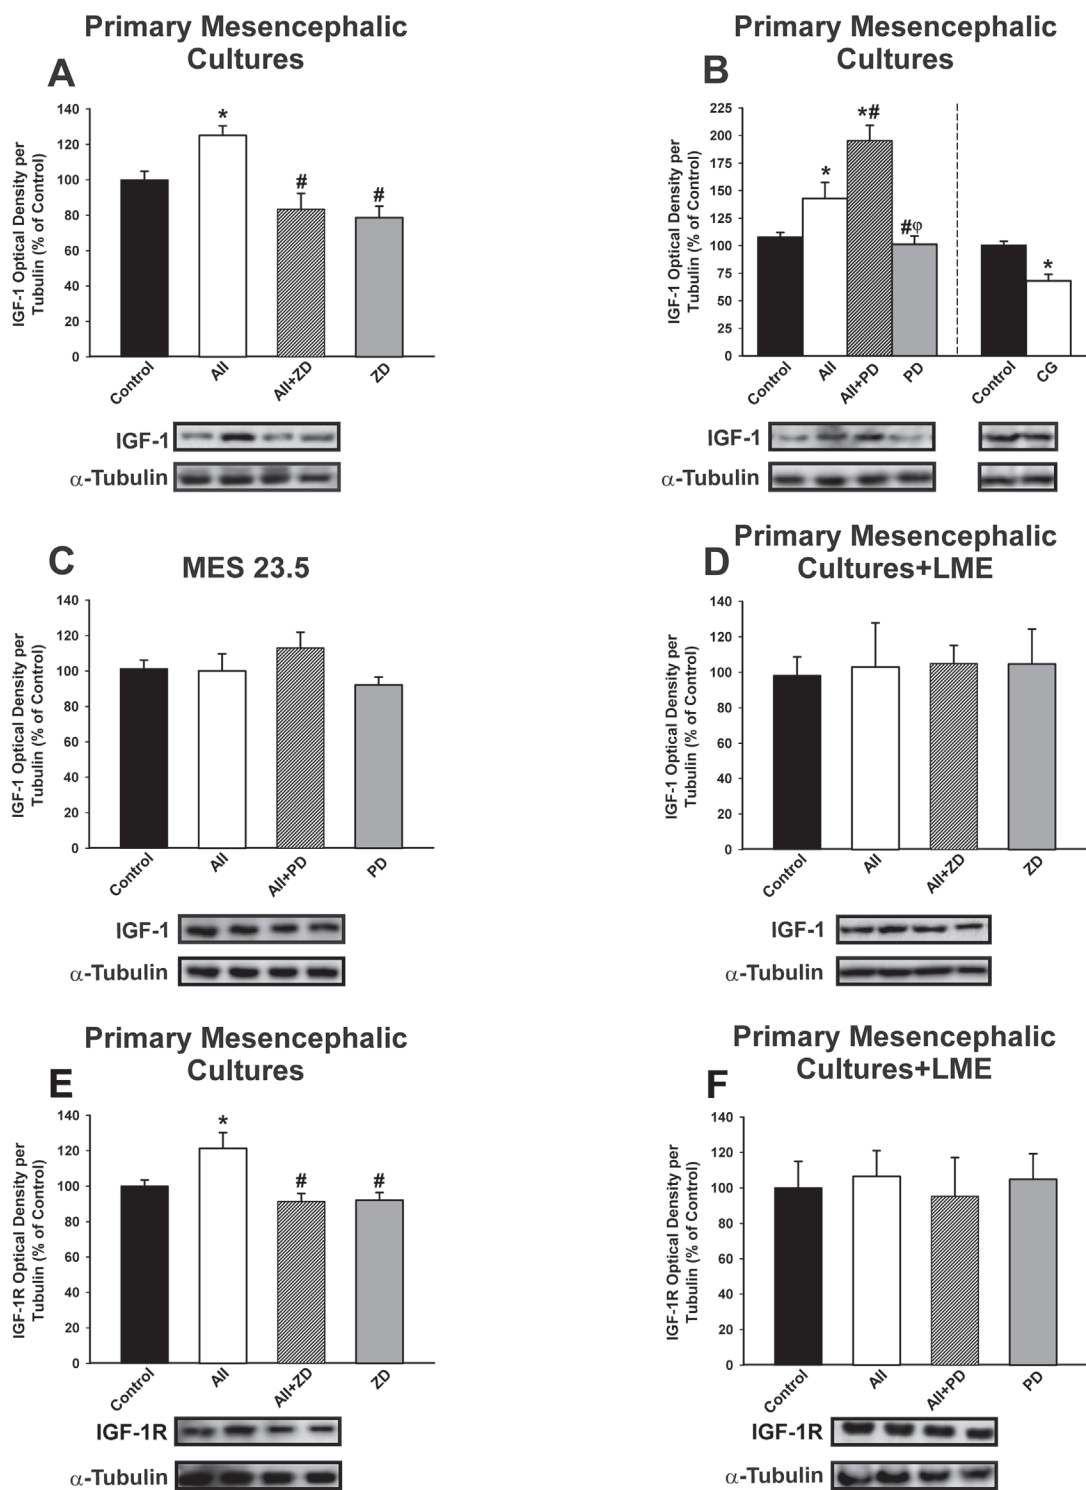 Primary Mesencephalic
Cultures
A
IGF-1 Optical Density per
Tubulin (% of Control)
140
120
100
80
60
40
20
0
*
#
#
Control
AII
AII+ZD
ZD
IGF-1
α-Tubulin
Primary Mesencephalic
Cultures
B
IGF-1 Optical Density per
Tubulin (% of Control)
225
200
175
150
125
100
75
50
25
0
*
*#
#φ
*
Control
AII
AII+PD
PD
Control
CG
IGF-1
α-Tubulin
C
MES 23.5
IGF-1 Optical Density per
Tubulin (% of Control)
140
120
100
80
60
40
20
0
Control
AII
AII+PD
PD
IGF-1
α-Tubulin
Primary Mesencephalic
Cultures+LME
D
IGF-1 Optical Density per
Tubulin (% of Control)
140
120
100
80
60
40
20
0
Control
AII
AII+ZD
ZD
IGF-1
α-Tubulin
Primary Mesencephalic
Cultures
E
IGF-1R Optical Density per
Tubulin (% of Control)
140
120
100
80
60
40
20
0
*
#
#
Control
AII
AII+ZD
ZD
IGF-1R
α-Tubulin
Primary Mesencephalic
Cultures+LME
F
IGF-1R Optical Density per
Tubulin (% of Control)
140
120
100
80
60
40
20
0
Control
AII
AII+PD
PD
IGF-1R
α-Tubulin